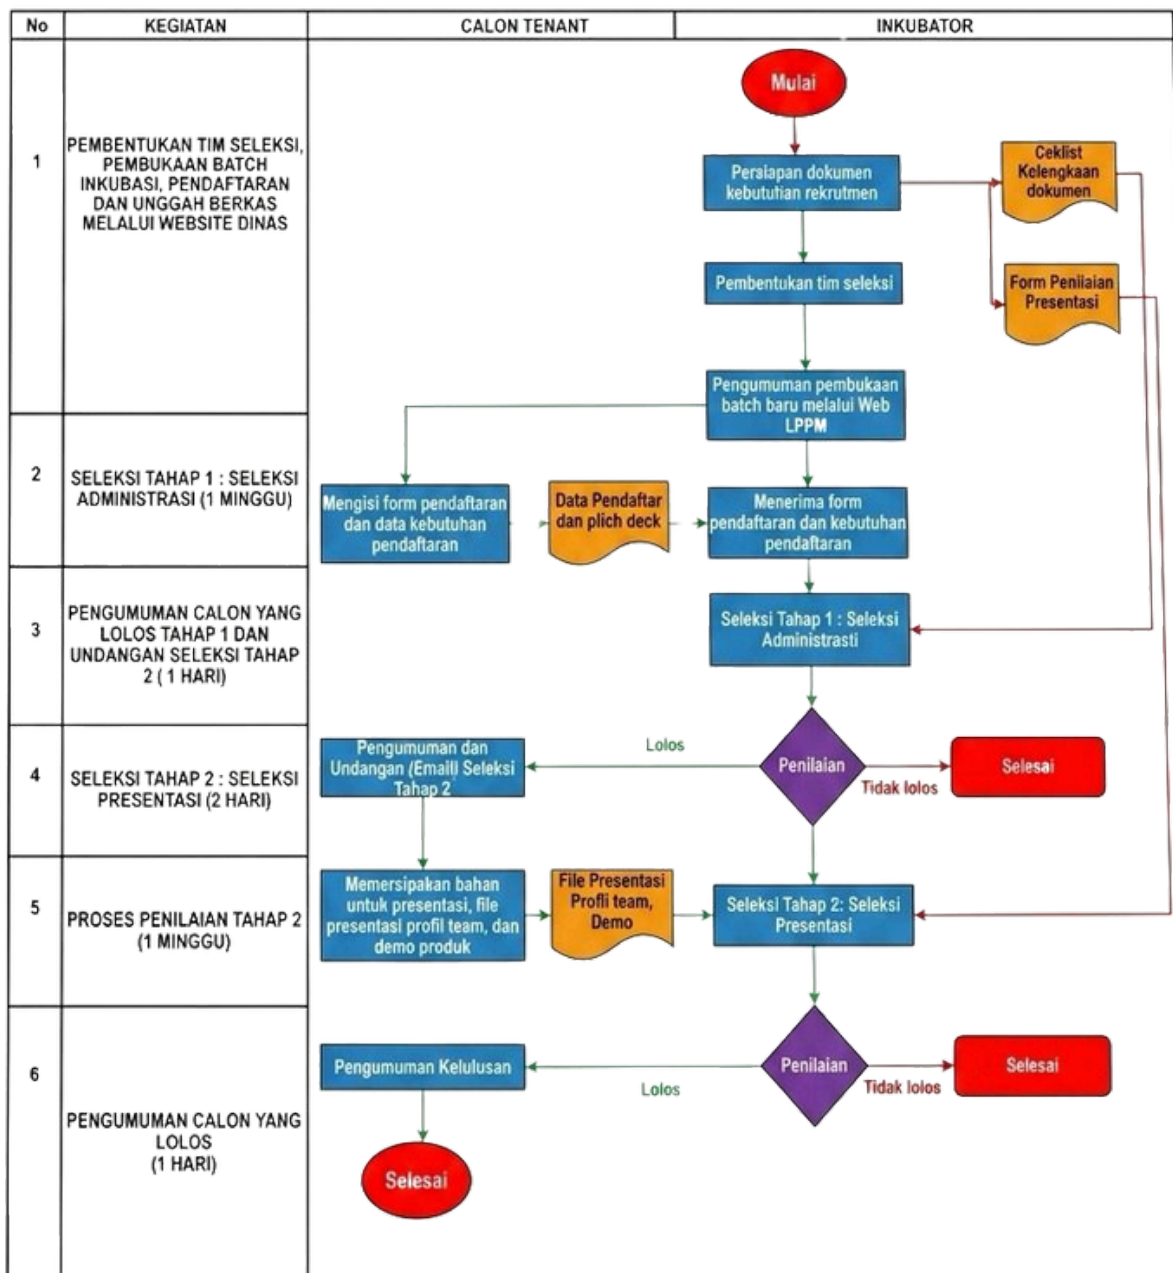 No
KEGIATAN
CALON TENANT
INKUBATOR
1
PEMBENTUKAN TIM SELEKSI,
PEMBUKAAN BATCH
INKUBASI, PENDAFTARAN
DAN UNGGAH BERKAS
MELALUI WEBSITE DINAS
Mulai
Persiapan dokumen
kebututian rekrutmen
Ceklist
Kelengkaan
dokumen
Pembentukan tim seleksi
Form Penilaian
Presentasi
Pengumuman pembukaan
batch baru melalui Web
LPPM
2
SELEKSI TAHAP 1 : SELEKSI
ADMINISTRASI (1 MINGGU)
Mengisi form pendaftaran
dan data kebutuhan
pendaftaran
Data Pendaftar
dan plich deck
Menerima form
pendaftaran dan kebutuhan
pendaftaran
3
PENGUMUMAN CALON YANG
LOLOS TAHAP 1 DAN
UNDANGAN SELEKSI TAHAP
2 ( 1 HARI)
Seleksi Tahap 1 : Seleksi
Administrasti
4
SELEKSI TAHAP 2 : SELEKSI
PRESENTASI (2 HARI)
Pengumuman dan
Undangan (Email) Seleksi
Tahap 2
Lolos
Penilaian
Tidak lolos
Selesai
5
PROSES PENILAIAN TAHAP 2
(1 MINGGU)
Memersipakan bahan
untuk presentasi, file
presentasi profil team, dan
demo produk
File Presentasi
Profli team,
Demo
Seleksi Tahap 2: Seleksi
Presentasi
6
PENGUMUMAN CALON YANG
LOLOS
(1 HARI)
Pengumuman Kelulusan
Lolos
Penilaian
Tidak lolos
Selesai
Selesai